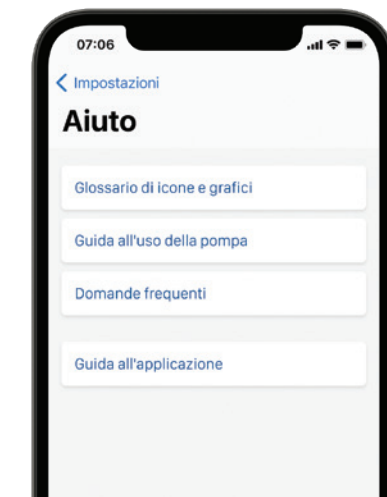 07:06
Impostazioni
Aiuto
Glossario di icone e grafici
Guida all'uso della pompa
Domande frequenti
Guida all'applicazione